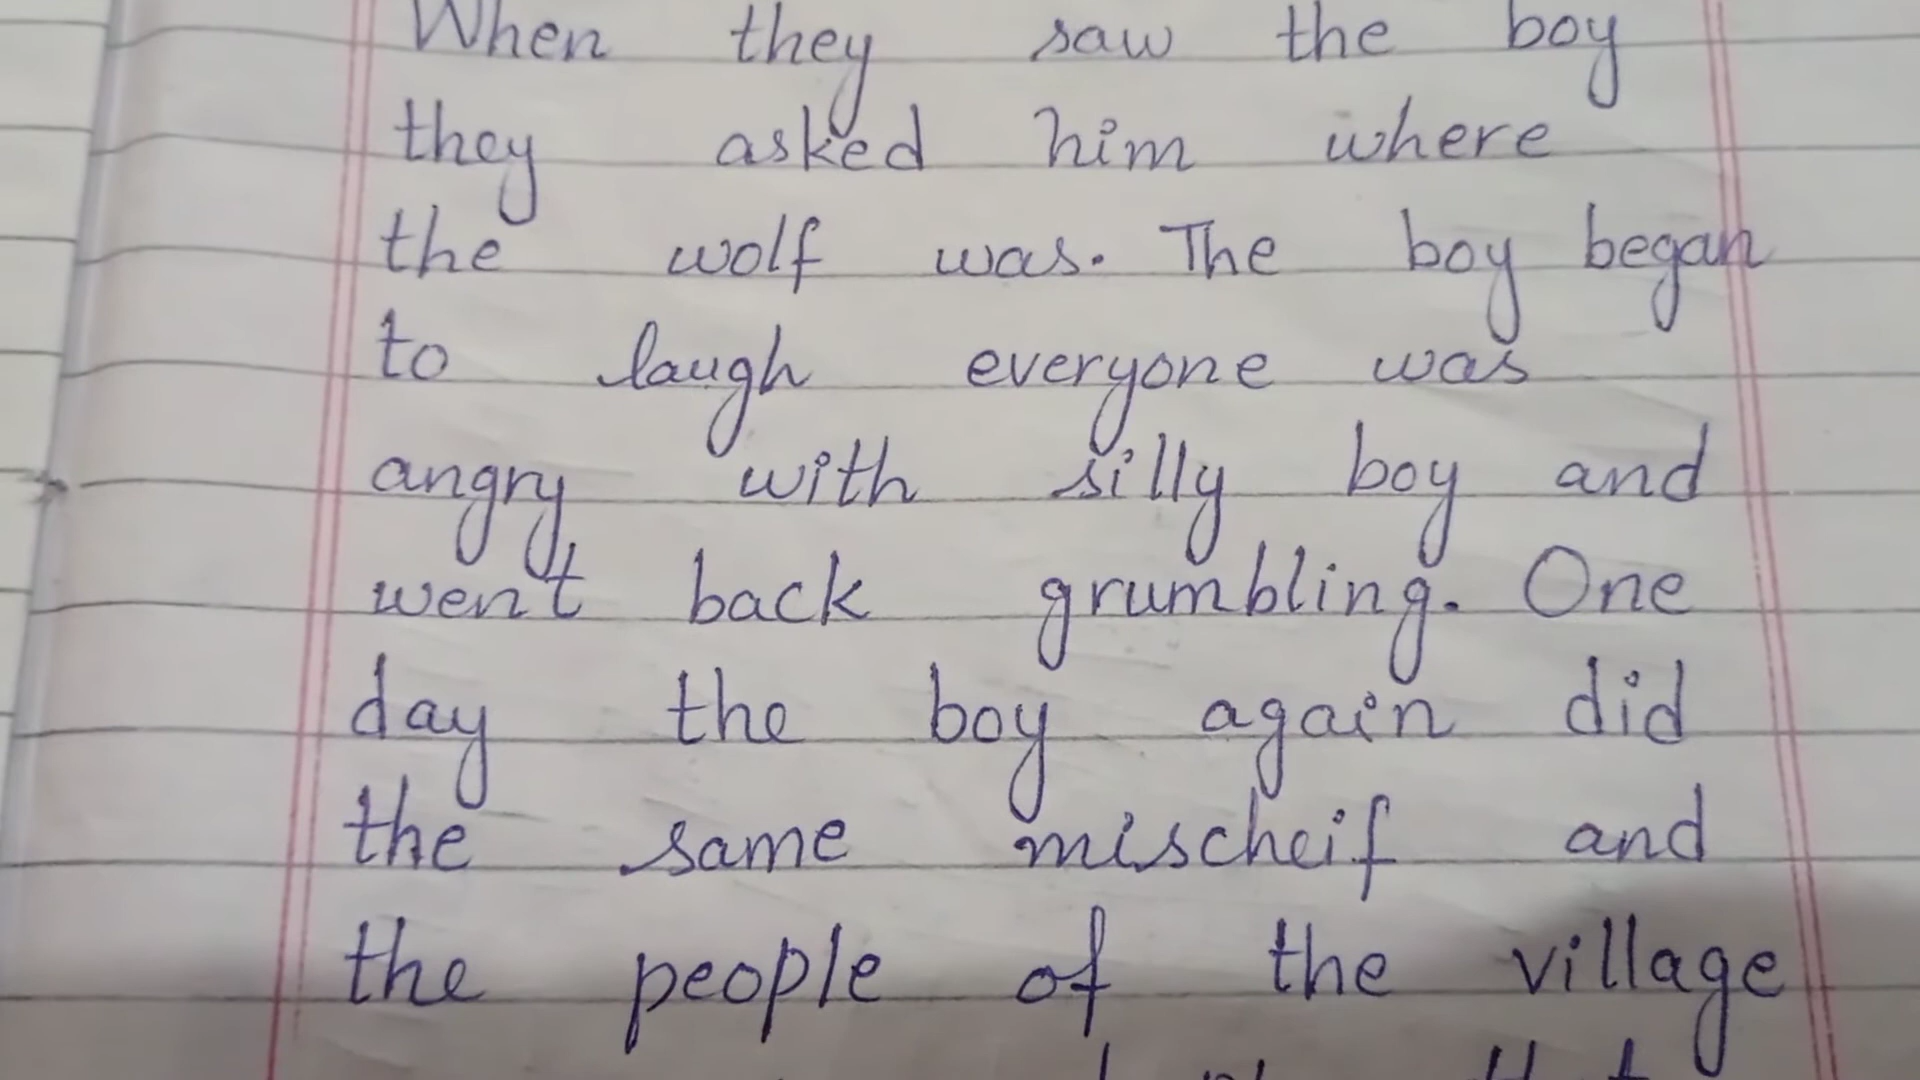 When they saw the boy
they asked him where
the wolf was. The boy began
to laugh everyone was
angry with silly boy and
went back grumbling. One
day the boy again did
the same mischeif and
the people of the village